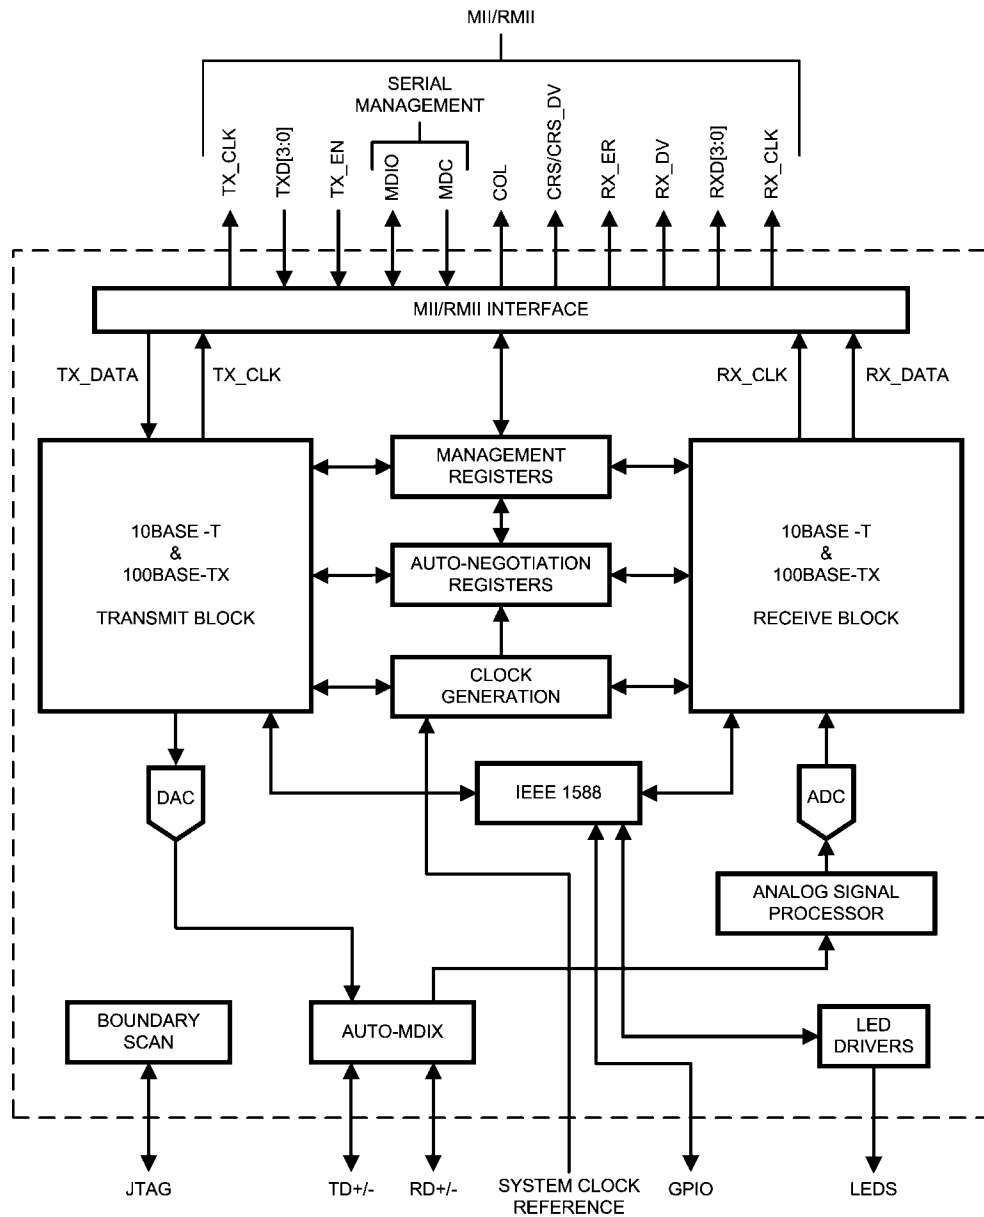 MII/RMII
SERIAL
MANAGEMENT
TX_CLK
TXD[3:0]
TX_EN
MDIO
MDC
COL
CRS/CRS_DV
RX_ER
RX_DV
RXD[3:0]
RX_CLK
MII/RMII INTERFACE
TX_DATA
TX_CLK
RX_CLK
RX_DATA
10BASE -T
&
100BASE-TX
TRANSMIT BLOCK
MANAGEMENT
REGISTERS
AUTO-NEGOTIATION
REGISTERS
CLOCK
GENERATION
10BASE -T
&
100BASE-TX
RECEIVE BLOCK
DAC
IEEE 1588
ADC
ANALOG SIGNAL
PROCESSOR
BOUNDARY
SCAN
AUTO-MDIX
LED
DRIVERS
JTAG
TD+/-
RD+/-
SYSTEM CLOCK
REFERENCE
GPIO
LEDS